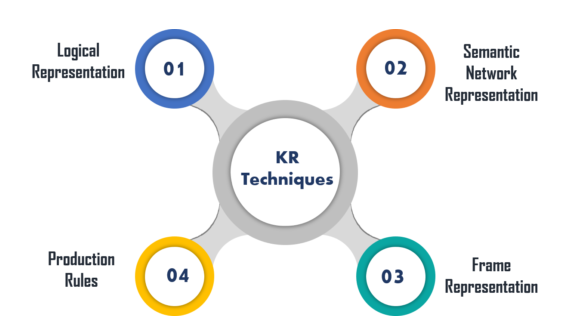 Logical
Representation
01
02
Semantic
Network
Representation
KR
Techniques
Production
Rules
04
03
Frame
Representation